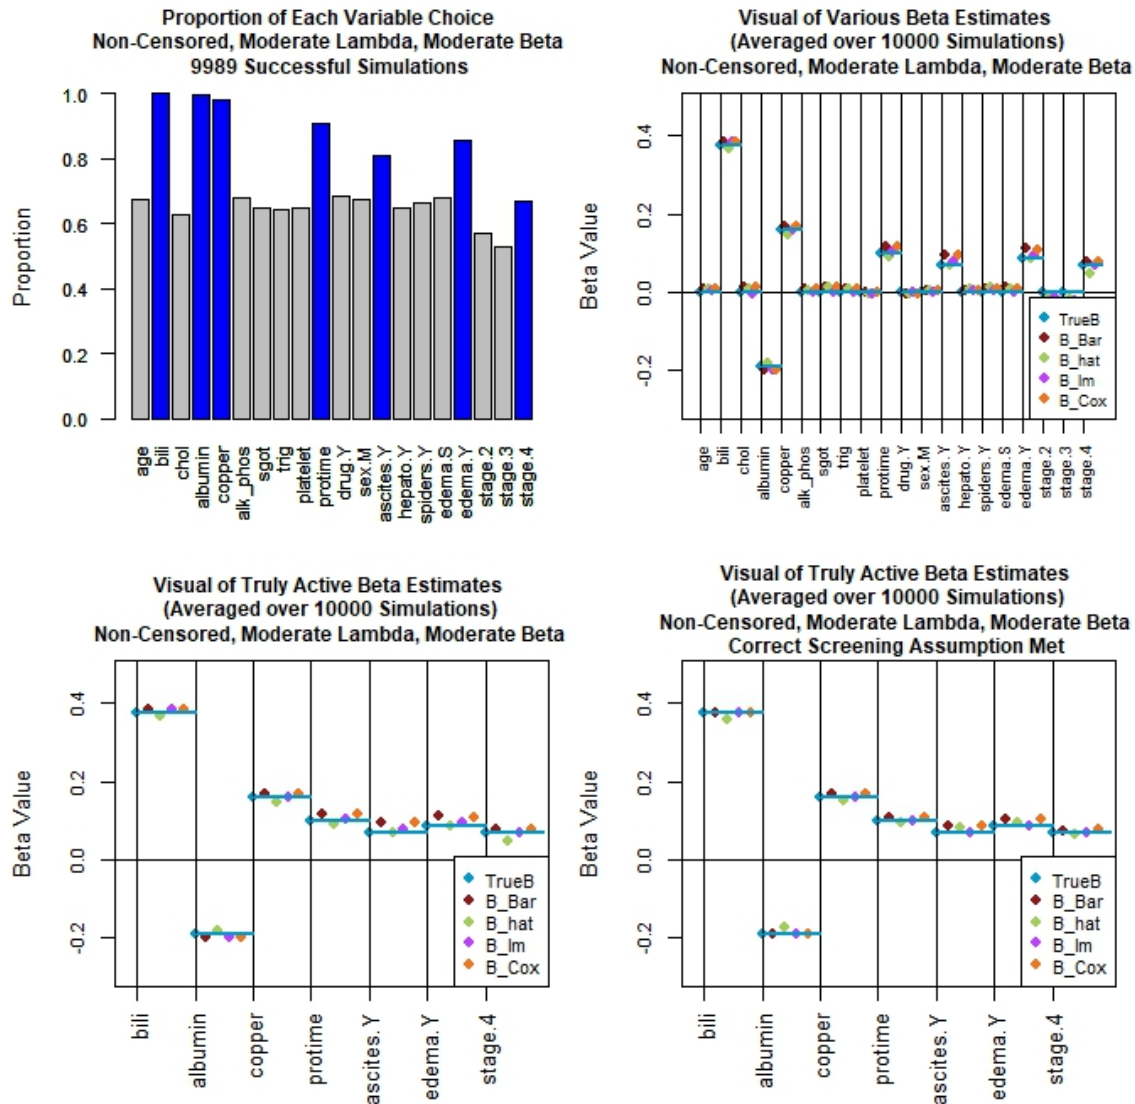 Proportion of Each Variable Choice
Non-Censored, Moderate Lambda, Moderate Beta
9989 Successful Simulations
Proportion
1.0
0.8
0.6
0.4
0.2
0.0
age
bili
chol
albumin
copper
alk_phos
sgot
trig
platelet
protime
drug.Y
sex.M
ascites.Y
hepato.Y
spiders.Y
edema.S
edema.Y
stage.2
stage.3
stage.4
Visual of Various Beta Estimates
(Averaged over 10000 Simulations)
Non-Censored, Moderate Lambda, Moderate Beta
Beta Value
0.4
0.2
0.0
-0.2
TrueB
B_Bar
B_hat
B_lm
B_Cox
age
bili
chol
albumin
copper
alk_phos
sgot
trig
platelet
protime
drug.Y
sex.M
ascites.Y
hepato.Y
spiders.Y
edema.S
edema.Y
stage.2
stage.3
stage.4
Visual of Truly Active Beta Estimates
(Averaged over 10000 Simulations)
Non-Censored, Moderate Lambda, Moderate Beta
Beta Value
0.4
0.2
0.0
-0.2
TrueB
B_Bar
B_hat
B_lm
B_Cox
bili
albumin
copper
protime
ascites.Y
edema.Y
stage.4
Visual of Truly Active Beta Estimates
(Averaged over 10000 Simulations)
Non-Censored, Moderate Lambda, Moderate Beta
Correct Screening Assumption Met
Beta Value
0.4
0.2
0.0
-0.2
TrueB
B_Bar
B_hat
B_lm
B_Cox
bili
albumin
copper
protime
ascites.Y
edema.Y
stage.4